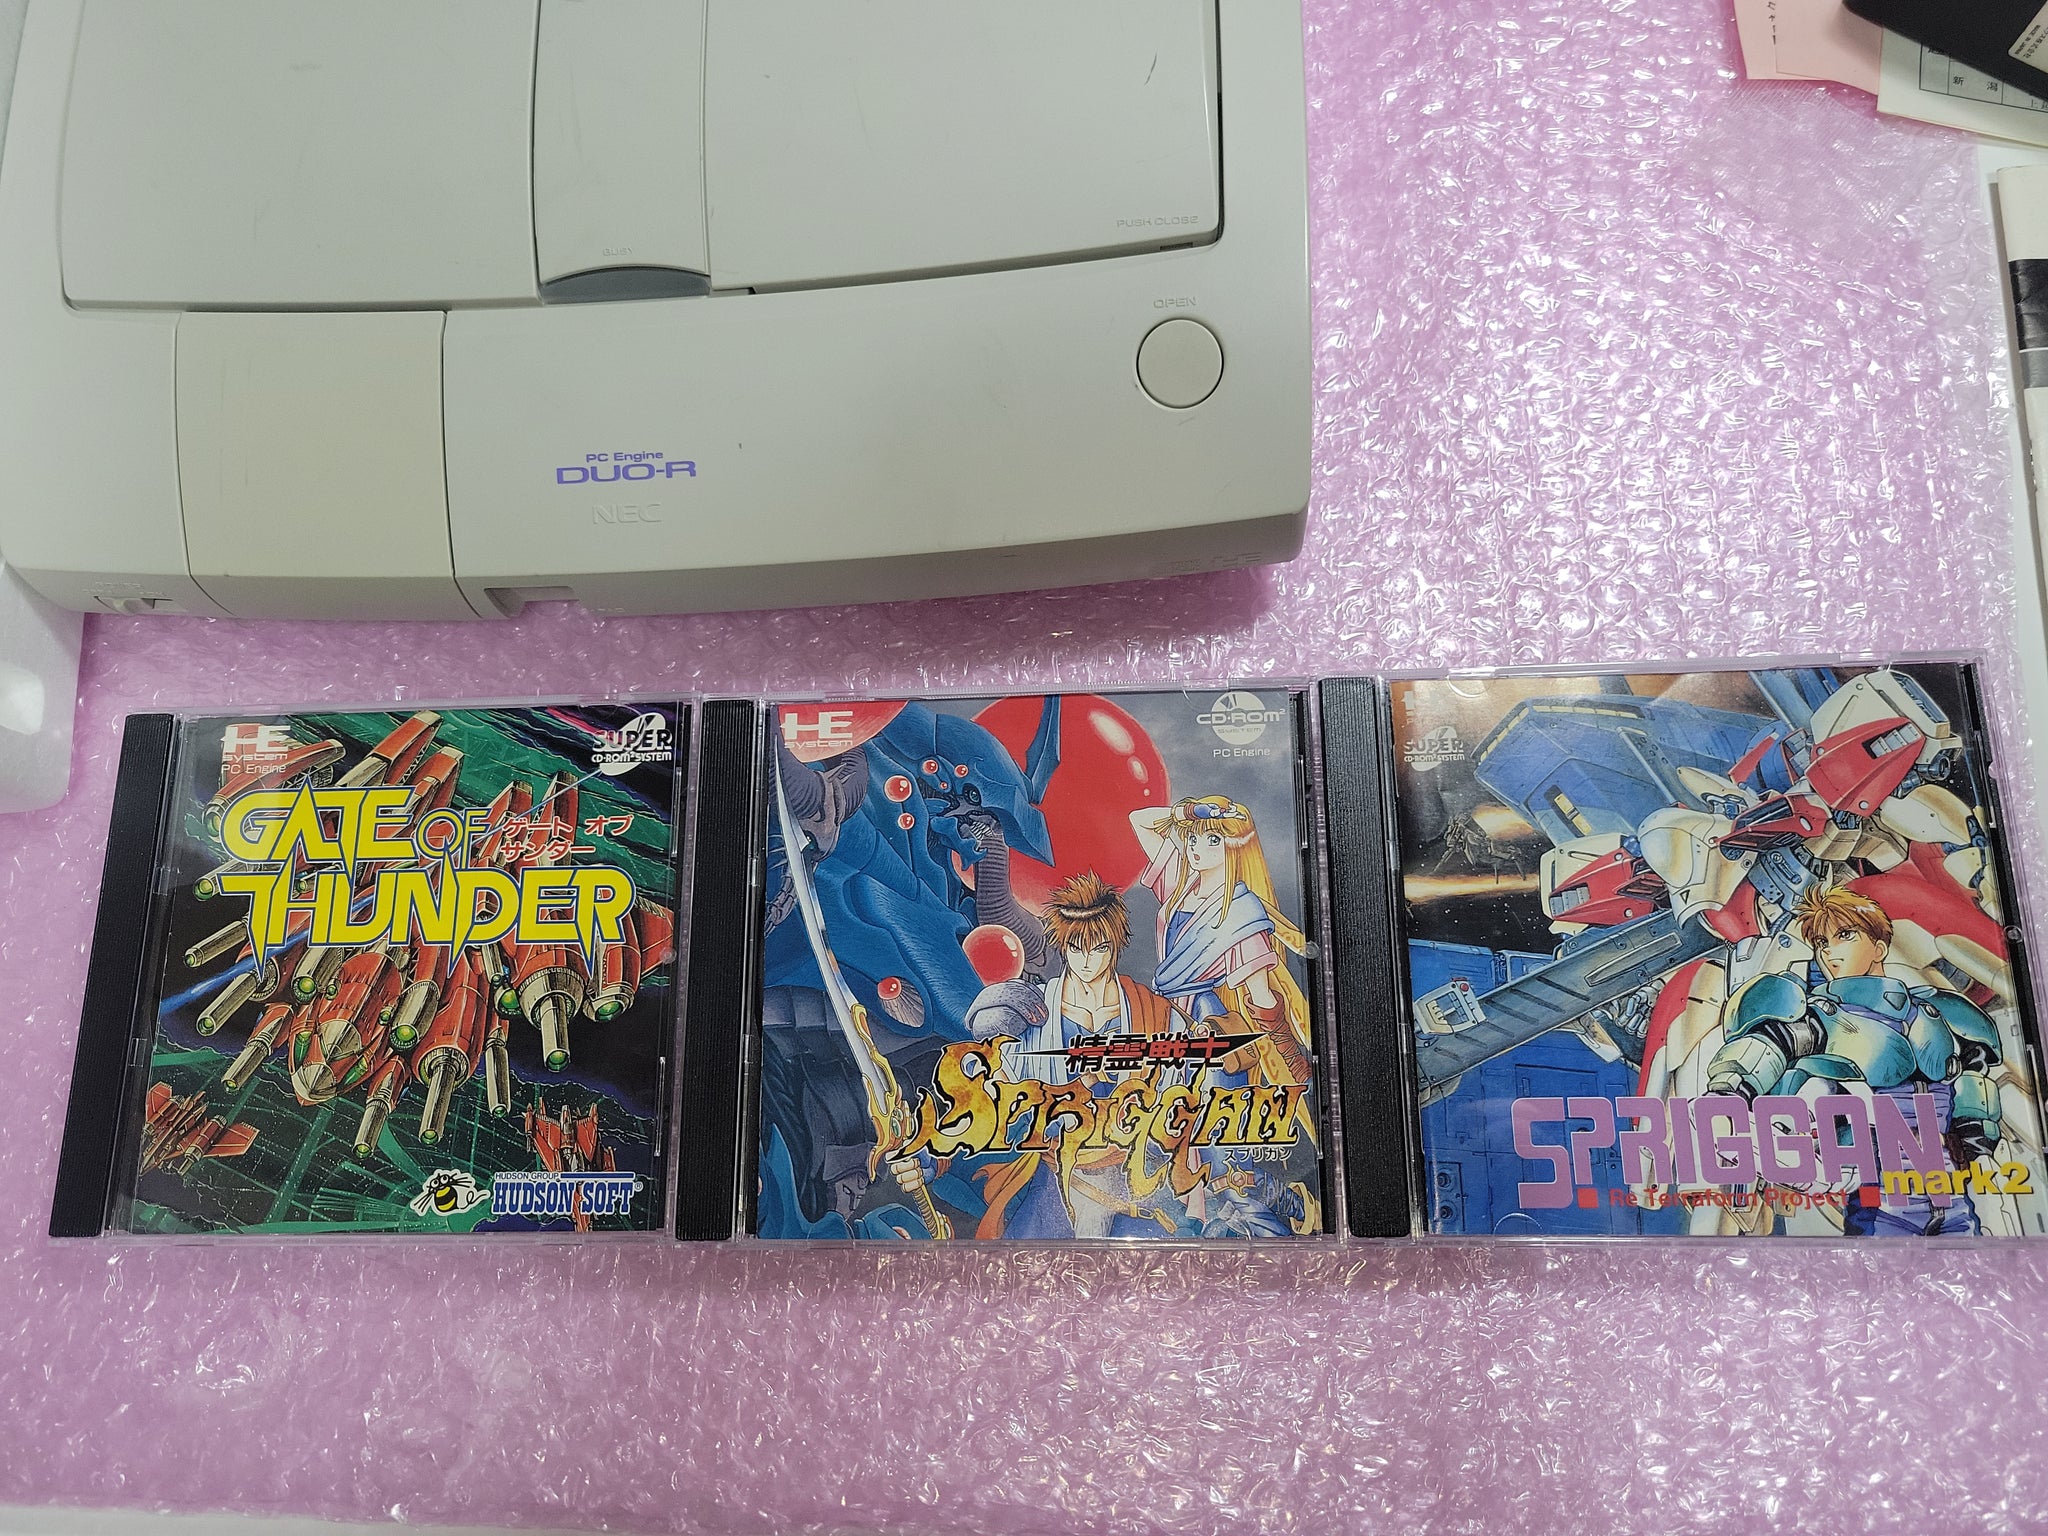 新 潟
BUSY
PUSH CLOSE
OPEN
PC Engine
DUO-R
NEC
HE
system
PC Engine
SUPER
CD-ROM² SYSTEM
GATE OF
THUNDER
ゲート オブ
サンダー
HUDSON GROUP
HUDSON SOFT®
HE
system
CD-ROM²
SYSTEM
PC Engine
精霊戦士
SPRIGGAN
スプリガン
SUPER
CD-ROM² SYSTEM
SPRIGGAN
mark2
Re Terraform Project